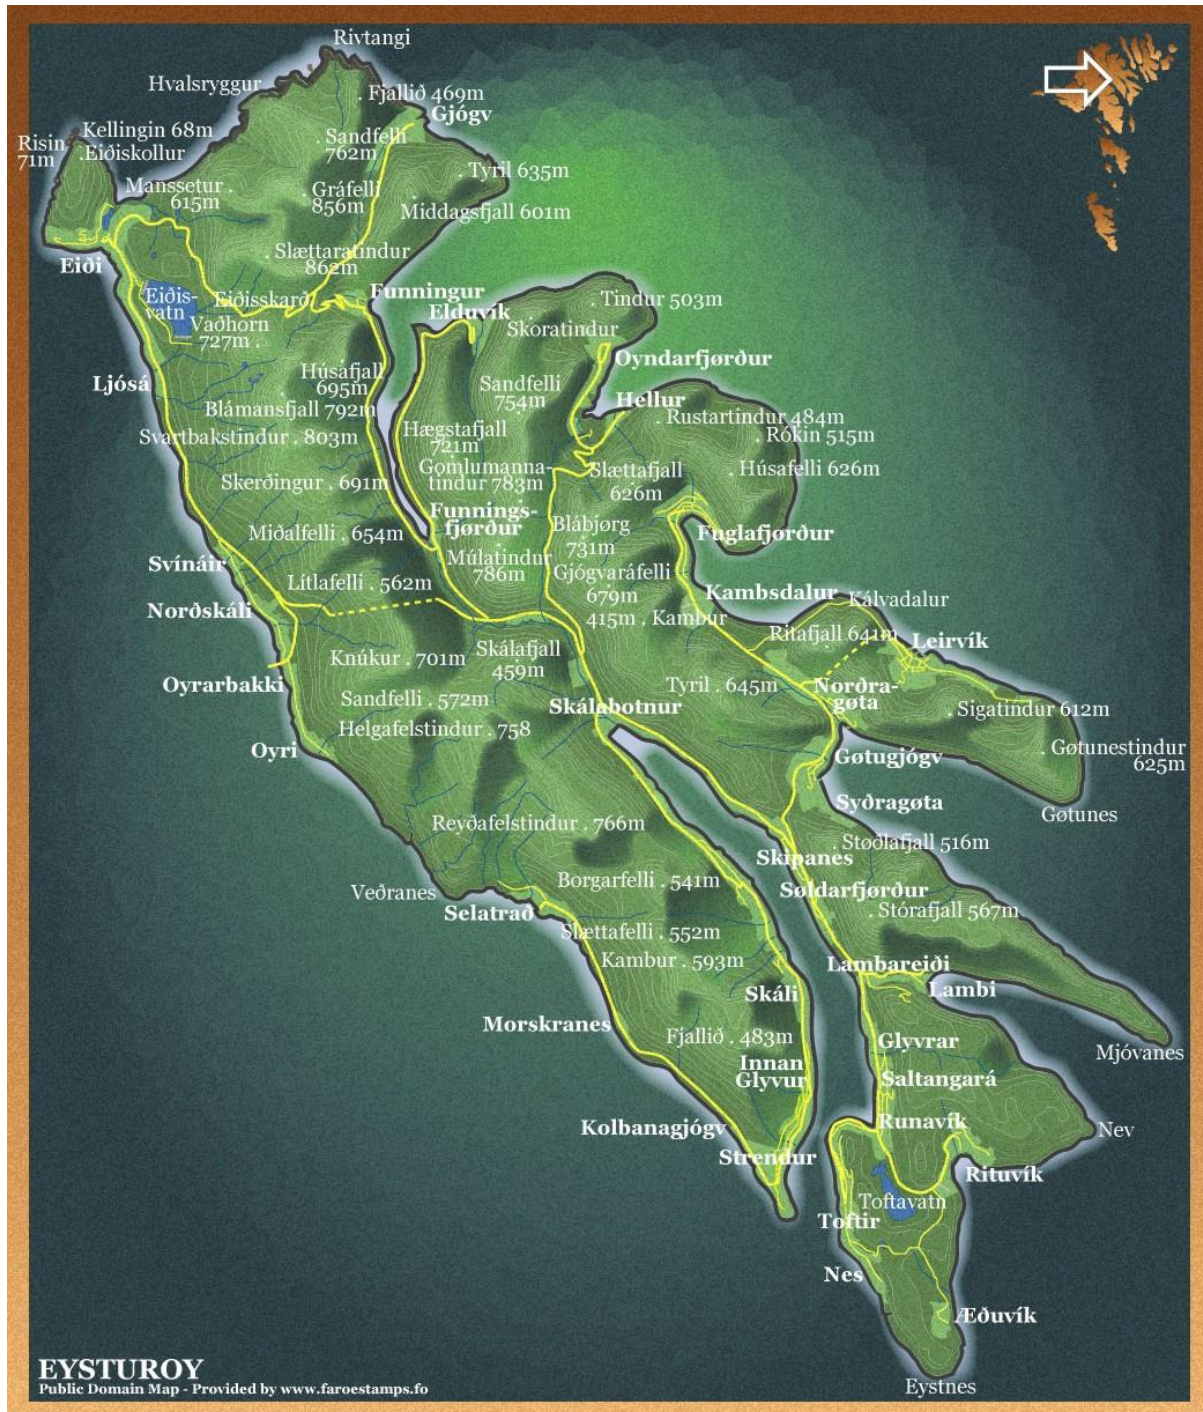 Rivtangi
Hvalsryggur
Fjallið 469m
Gjógv
Kellingin 68m
Risin
71m
Eiðiskollur
Sandfelli
762m
Tyril 635m
Manssetur
615m
Gráfelli
856m
Middagsfjall 601m
Slættaratindur
862m
Eiði
Eiðis-
vatn
Eiðisskarð
Funningur
Elduvík
Tindur 503m
Skoratindur
Vaðhorn
727m
Oyndarfjørður
Ljósá
Húsafjall
695m
Sandfelli
754m
Hellur
Blámansfjall 792m
Rustartindur 484m
Svartbakstindur . 803m
Hægstafjall
721m
Rókin 515m
Gomlumanna-
tindur 783m
Slættafjall
626m
Húsafelli 626m
Skerðingur . 691m
Funnings-
fjørður
Miðalfelli . 654m
Blábjørg
731m
Fuglafjørður
Svínáir
Múlatindur
786m
Gjógvaráfelli
679m
Lítlafelli . 562m
Kambsdalur
Kálvadalur
Norðskáli
415m . Kambur
Ritafjall 641m
Leirvík
Knúkur . 701m
Skálafjall
459m
Oyrarbakki
Tyril . 645m
Norðra-
gøta
Sandfelli . 572m
Skálabotnur
Sigatindur 612m
Helgafelstindur . 758
Oyri
Gøtugjógv
Gøtunestindur
625m
Syðragøta
Gøtunes
Reyðafelstindur . 766m
Støðlafjall 516m
Skipanes
Veðranes
Borgarfelli . 541m
Søldarfjørður
Selatrað
Stórafjall 567m
Slættafelli . 552m
Kambur . 593m
Lambareiði
Lambi
Skáli
Morskranes
Fjallið . 483m
Glyvrar
Mjóvanes
Innan
Glyvur
Saltangará
Kolbanagjógv
Runavík
Nev
Strendur
Rituvík
Toftavatn
Toftir
Nes
Æðuvík
EYSTUROY
Public Domain Map - Provided by www.faroestamps.fo
Eystnes